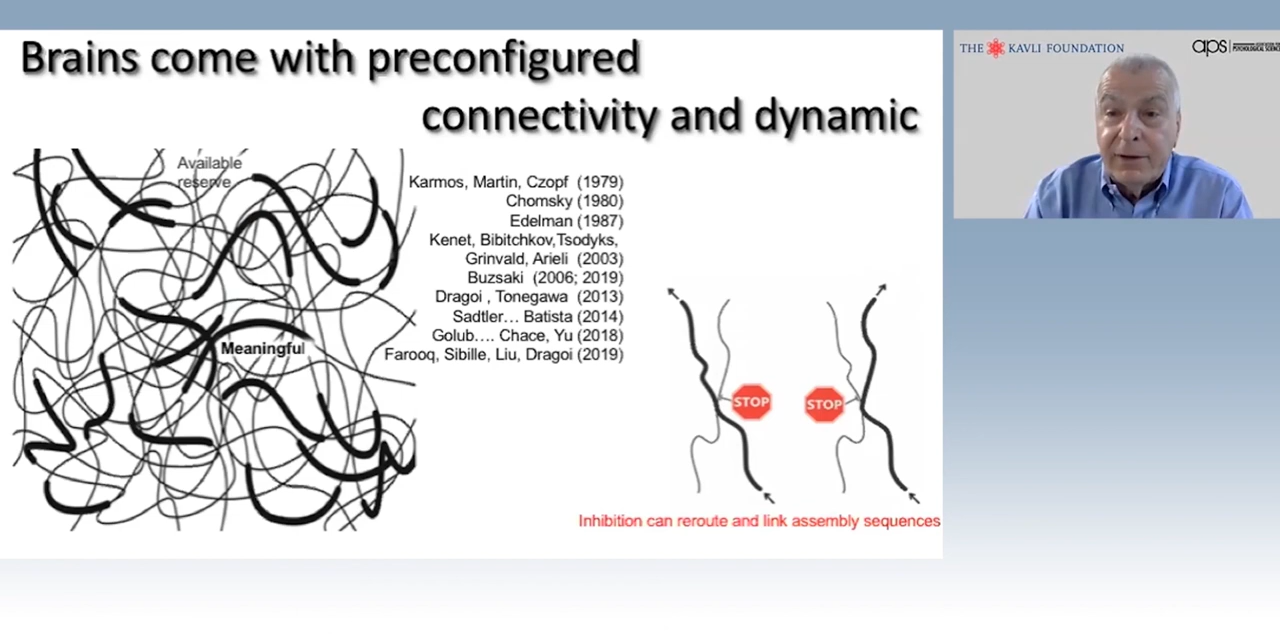 Brains come with preconfigured
connectivity and dynamic
Available
reserve
Karmos, Martin, Czopf (1979)
Chomsky (1980)
Edelman (1987)
Kenet, Bibitchkov,Tsodyks,
Grinvald, Arieli (2003)
Buzsaki (2006; 2019)
Dragoi , Tonegawa (2013)
Sadtler... Batista (2014)
Golub.... Chace, Yu (2018)
Farooq, Sibille, Liu, Dragoi (2019)
Meaningful
STOP
STOP
Inhibition can reroute and link assembly sequences
THE KAVLI FOUNDATION
aps
PSYCHOLOGICAL SCIENCE